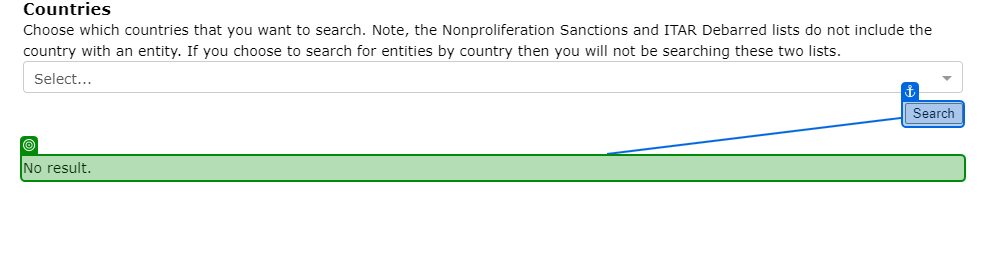 Countries
Choose which countries that you want to search. Note, the Nonproliferation Sanctions and ITAR Debarred lists do not include the
country with an entity. If you choose to search for entities by country then you will not be searching these two lists.
Select...
Search
No result.